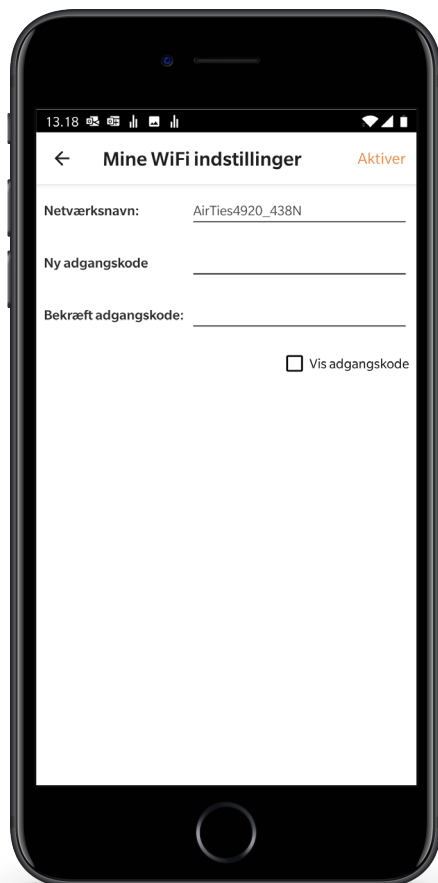 13.18
Mine WiFi indstillinger Aktiver
Netværksnavn: AirTies4920_438N
Ny adgangskode
Bekræft adgangskode:
Vis adgangskode